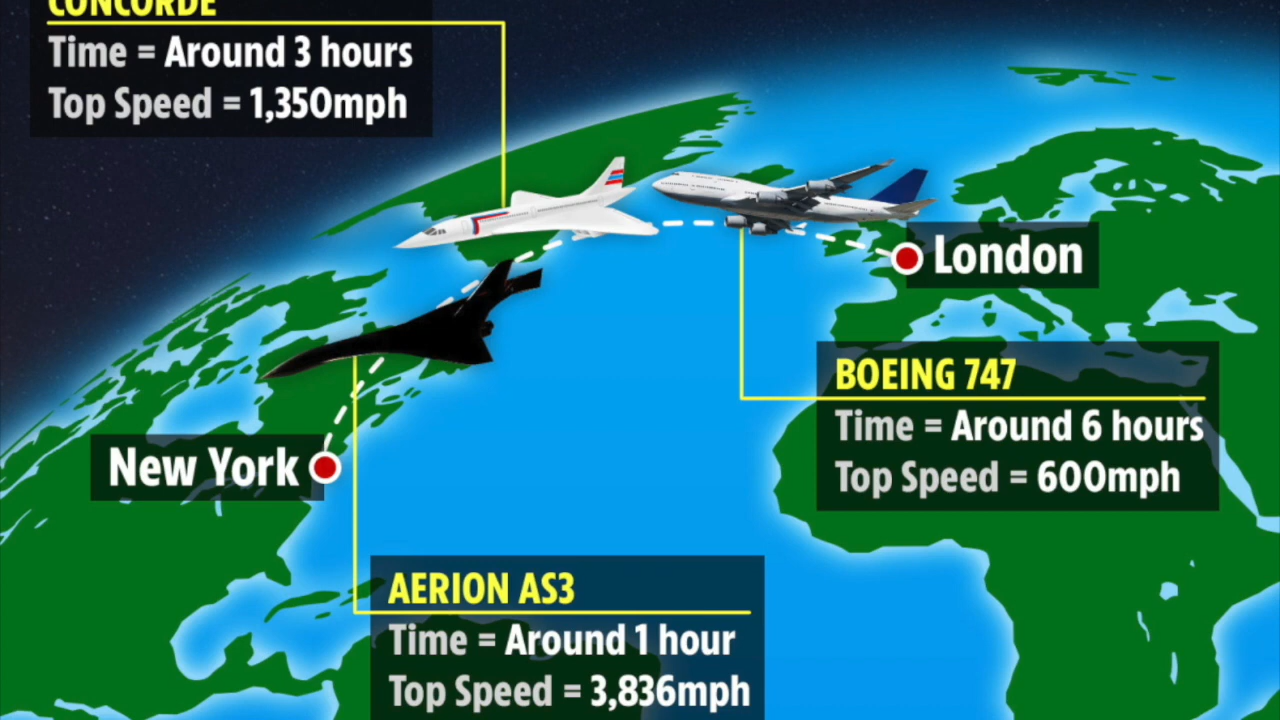 CONCORDE
Time = Around 3 hours
Top Speed = 1,350mph
London
BOEING 747
Time = Around 6 hours
Top Speed = 600mph
New York
AERION AS3
Time = Around 1 hour
Top Speed = 3,836mph